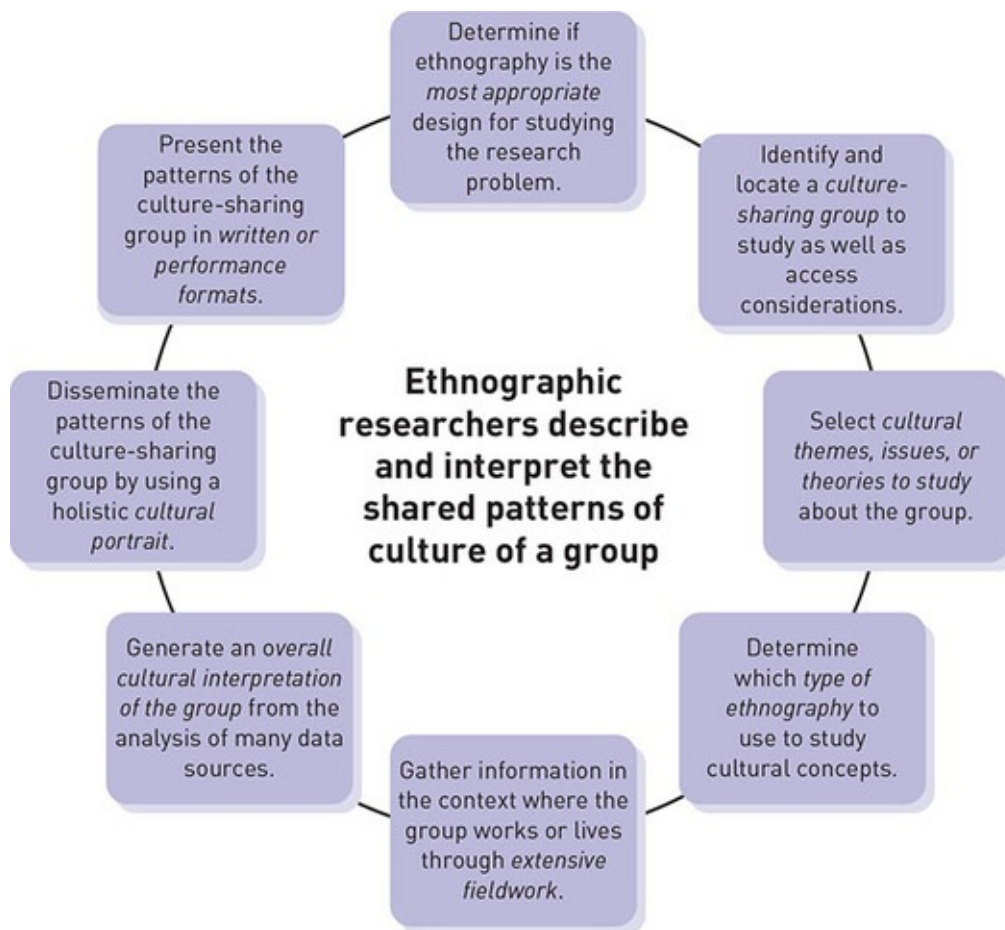 Determine if
ethnography is the
most appropriate
design for studying
the research
problem.
Identify and
locate a culture-
sharing group to
study as well as
access
considerations.
Select cultural
themes, issues, or
theories to study
about the group.
Determine
which type of
ethnography to
use to study
cultural concepts.
Gather information in
the context where the
group works or lives
through extensive
fieldwork.
Generate an overall
cultural interpretation
of the group from the
analysis of many data
sources.
Disseminate the
patterns of the
culture-sharing
group by using a
holistic cultural
portrait.
Present the
patterns of the
culture-sharing
group in written or
performance
formats.
Ethnographic
researchers describe
and interpret the
shared patterns of
culture of a group